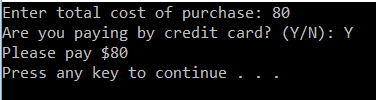 Enter total cost of purchase: 80
Are you paying by credit card? (Y/N): Y
Please pay $80
Press any key to continue . . .